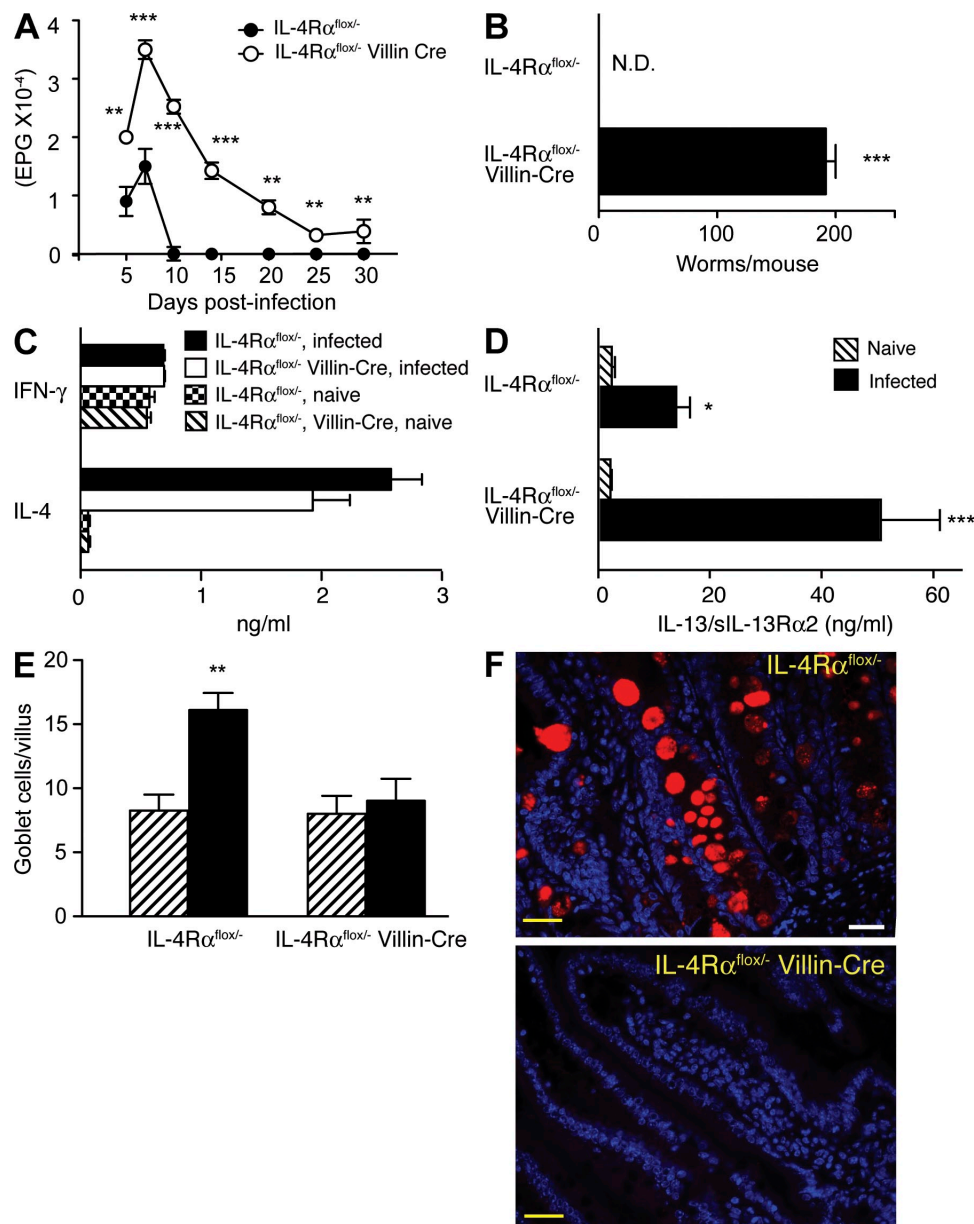 A
IL-4Rα^flox/-
IL-4Rα^flox/- Villin Cre
(EPG X10^-4)
4
3
2
1
0
**
***
***
***
**
**
**
5 10 15 20 25 30
Days post-infection
B
IL-4Rα^flox/-
N.D.
IL-4Rα^flox/-
Villin-Cre
***
0 100 200
Worms/mouse
C
IL-4Rα^flox/-, infected
IL-4Rα^flox/- Villin-Cre, infected
IL-4Rα^flox/-, naive
IL-4Rα^flox/-, Villin-Cre, naive
IFN-γ
IL-4
0 1 2 3
ng/ml
D
Naive
Infected
IL-4Rα^flox/-
*
IL-4Rα^flox/-
Villin-Cre
***
0 20 40 60
IL-13/sIL-13Rα2 (ng/ml)
E
Goblet cells/villus
20
15
10
5
0
**
IL-4Rα^flox/- IL-4Rα^flox/- Villin-Cre
F
IL-4Rα^flox/-
IL-4Rα^flox/- Villin-Cre